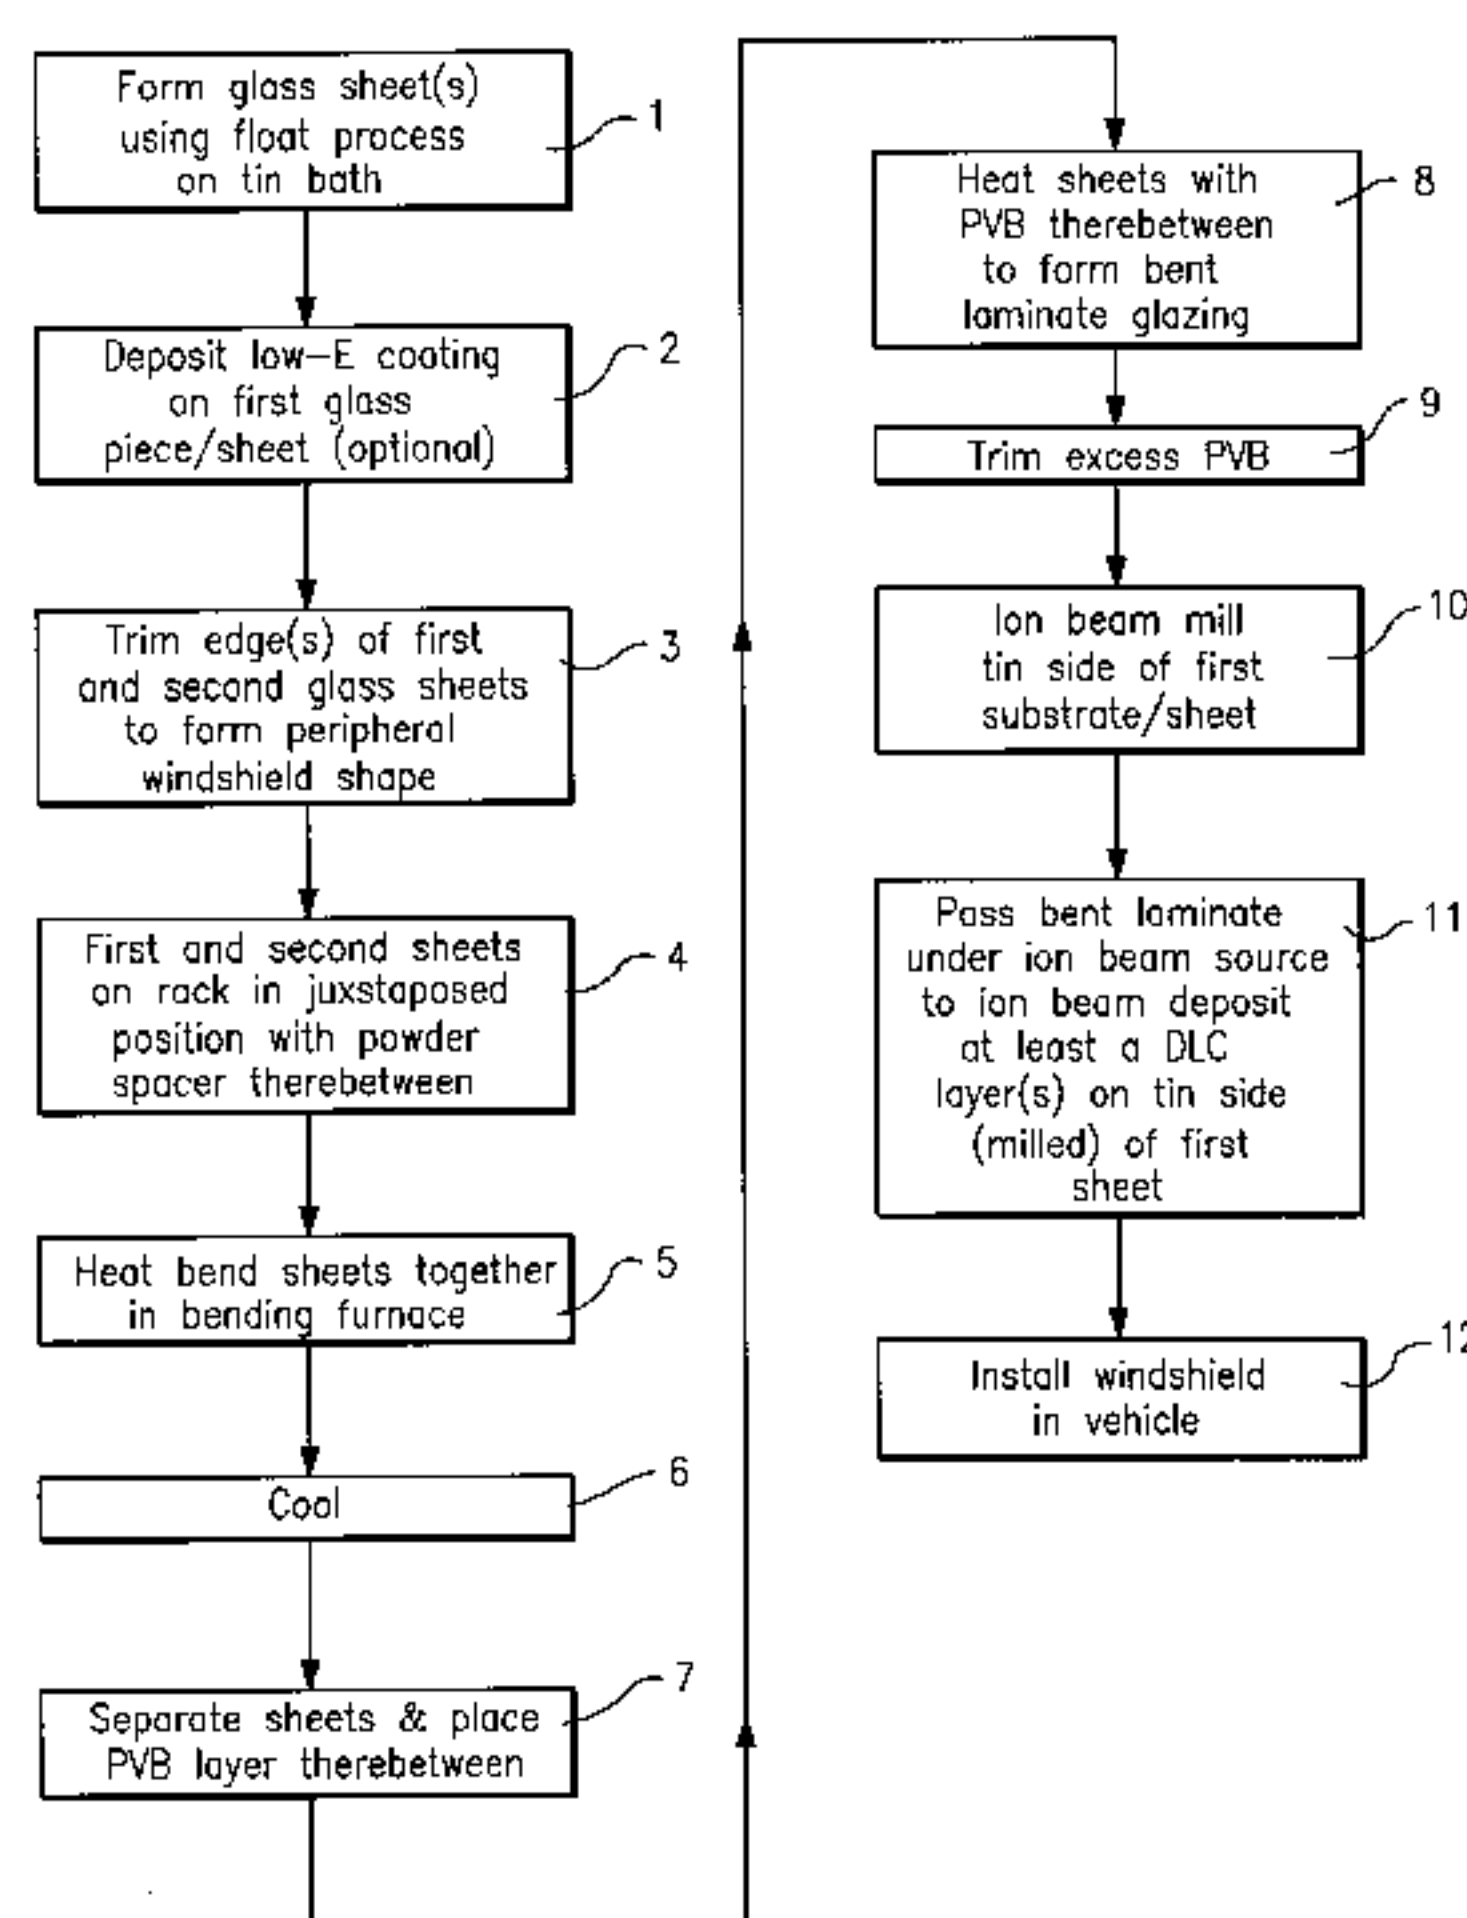 Form glass sheet(s)
using float process
on tin bath
1
Deposit low-E coating
on first glass
piece/sheet (optional)
2
Trim edge(s) of first
and second glass sheets
to form peripheral
windshield shape
3
First and second sheets
on rack in juxstaposed
position with powder
spacer therebetween
4
Heat bend sheets together
in bending furnace
5
Cool
6
Separate sheets & place
PVB layer therebetween
7
Heat sheets with
PVB therebetween
to form bent
laminate glazing
8
Trim excess PVB
9
Ion beam mill
tin side of first
substrate/sheet
10
Pass bent laminate
under ion beam source
to ion beam deposit
at least a DLC
layer(s) on tin side
(milled) of first
sheet
11
Install windshield
in vehicle
12